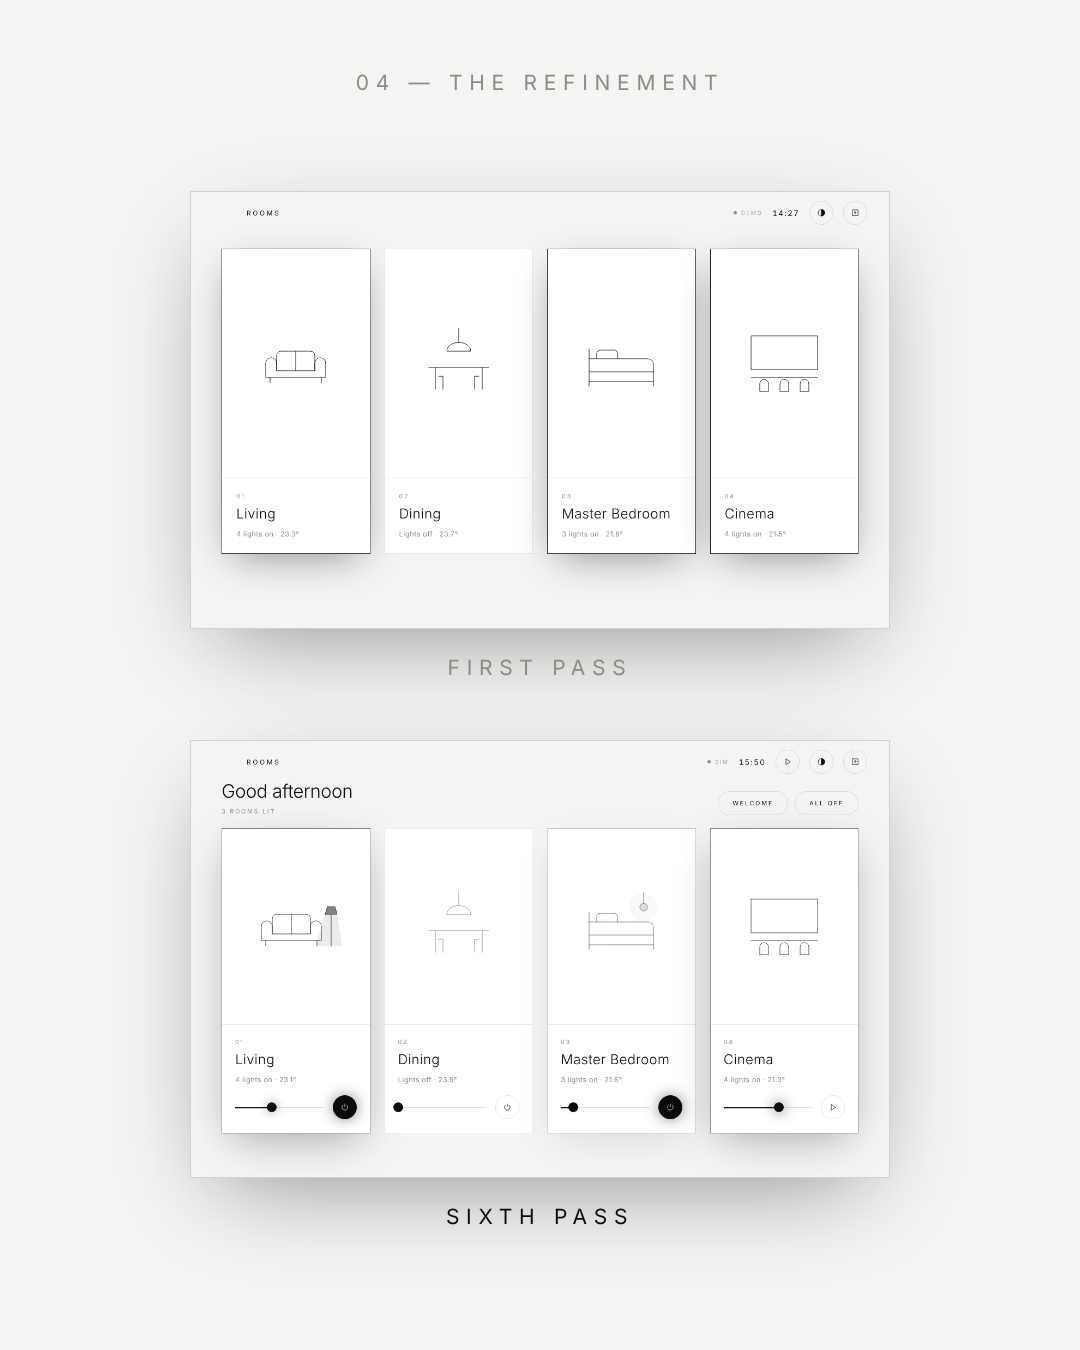 04 — THE REFINEMENT
ROOMS
DEMO 14:27
01
Living
4 lights on · 23.3°
02
Dining
Lights off · 23.7°
03
Master Bedroom
3 lights on · 21.8°
04
Cinema
4 lights on · 21.5°
FIRST PASS
ROOMS
SIM 15:50
Good afternoon
3 ROOMS LIT
WELCOME
ALL OFF
01
Living
4 lights on · 23.1°
02
Dining
Lights off · 23.5°
03
Master Bedroom
3 lights on · 21.6°
04
Cinema
4 lights on · 21.3°
SIXTH PASS